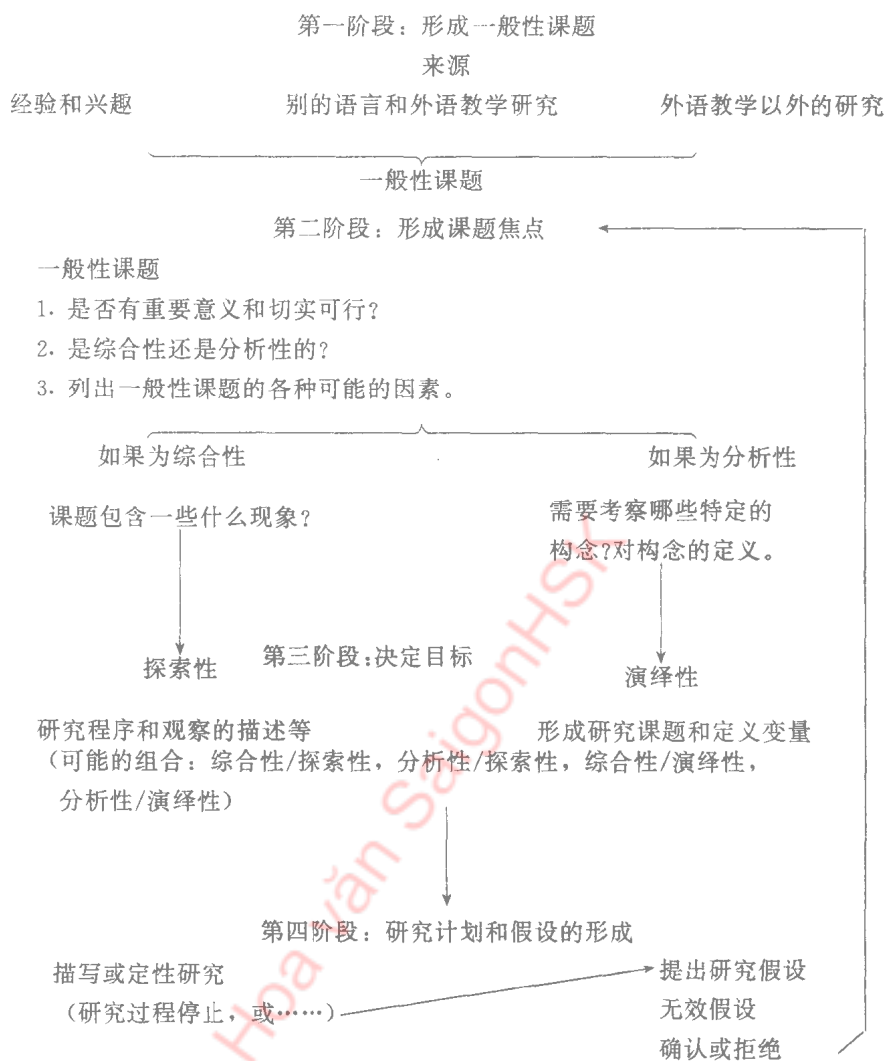 第一阶段：形成一般性课题
来源
经验和兴趣 别的语言和外语教学研究 外语教学以外的研究
一般性课题
第二阶段：形成课题焦点
一般性课题
1. 是否有重要意义和切实可行?
2. 是综合性还是分析性的?
3. 列出一般性课题的各种可能的因素。
如果为综合性 如果为分析性
课题包含一些什么现象?
需要考察哪些特定的
构念?对构念的定义。
探索性 第三阶段:决定目标 演绎性
研究程序和观察的描述等 形成研究课题和定义变量
（可能的组合：综合性/探索性，分析性/探索性，综合性/演绎性，
分析性/演绎性）
第四阶段：研究计划和假设的形成
描写或定性研究 提出研究假设
（研究过程停止，或……） 无效假设
确认或拒绝
Hoa văn SaigonHSK